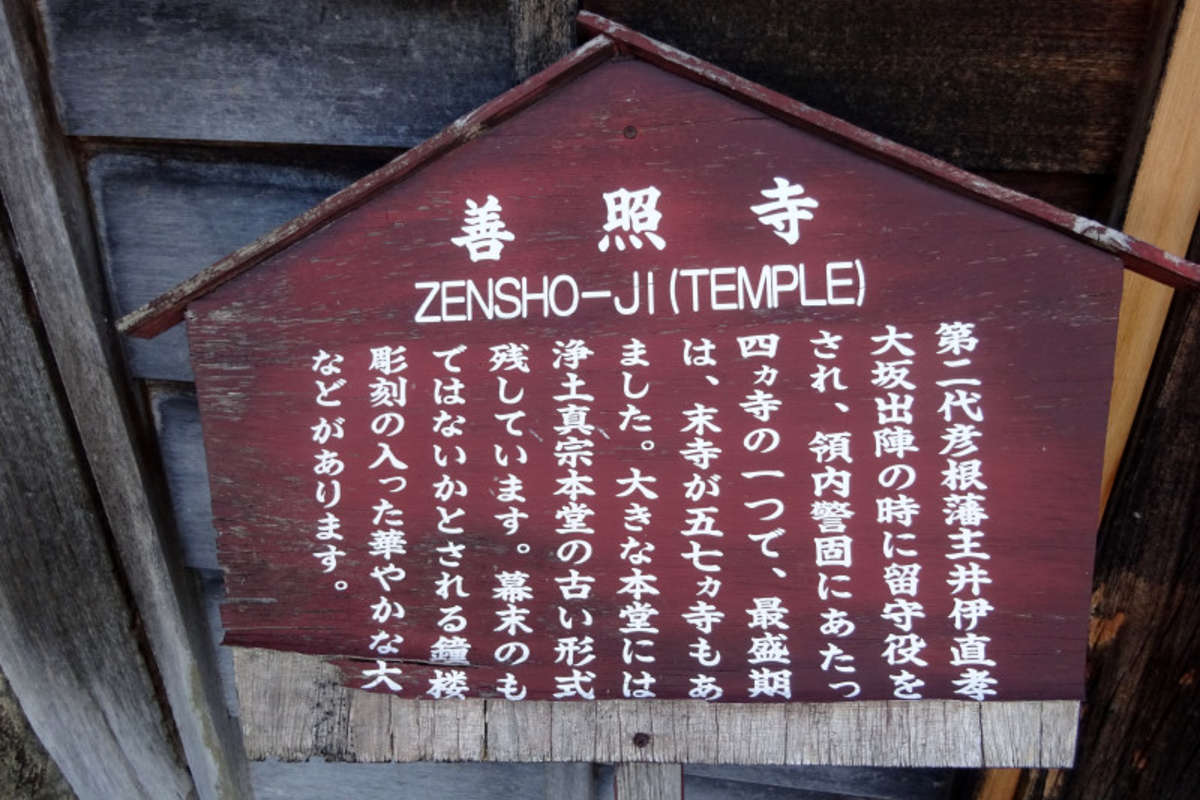 善照寺
ZENSHO-JI (TEMPLE)
第二代彦根藩主井伊直孝
大坂出陣の時に留守役を
され、領内警固にあたっ
四ヵ寺の一つで、最盛期
は、末寺が五七ヵ寺もあ
ました。大きな本堂には
浄土真宗本堂の古い形式
残しています。幕末のも
ではないかとされる鐘楼
彫刻の入った華やかな大
などがあります。